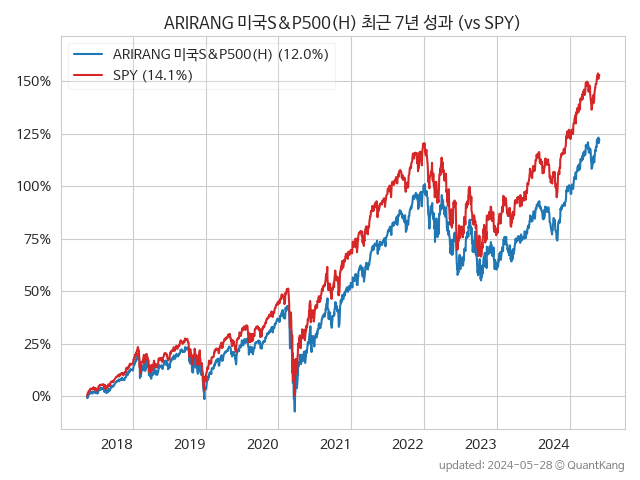 ARIRANG 미국S&P500(H) 최근 7년 성과 (vs SPY)
ARIRANG 미국S&P500(H) (12.0%)
SPY (14.1%)
150%
125%
100%
75%
50%
25%
0%
2018 2019 2020 2021 2022 2023 2024
updated: 2024-05-28 © QuantKang